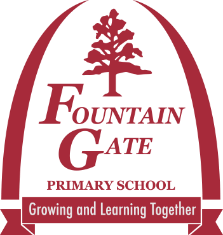 FOUNTAIN
GATE
PRIMARY SCHOOL
Growing and Learning Together